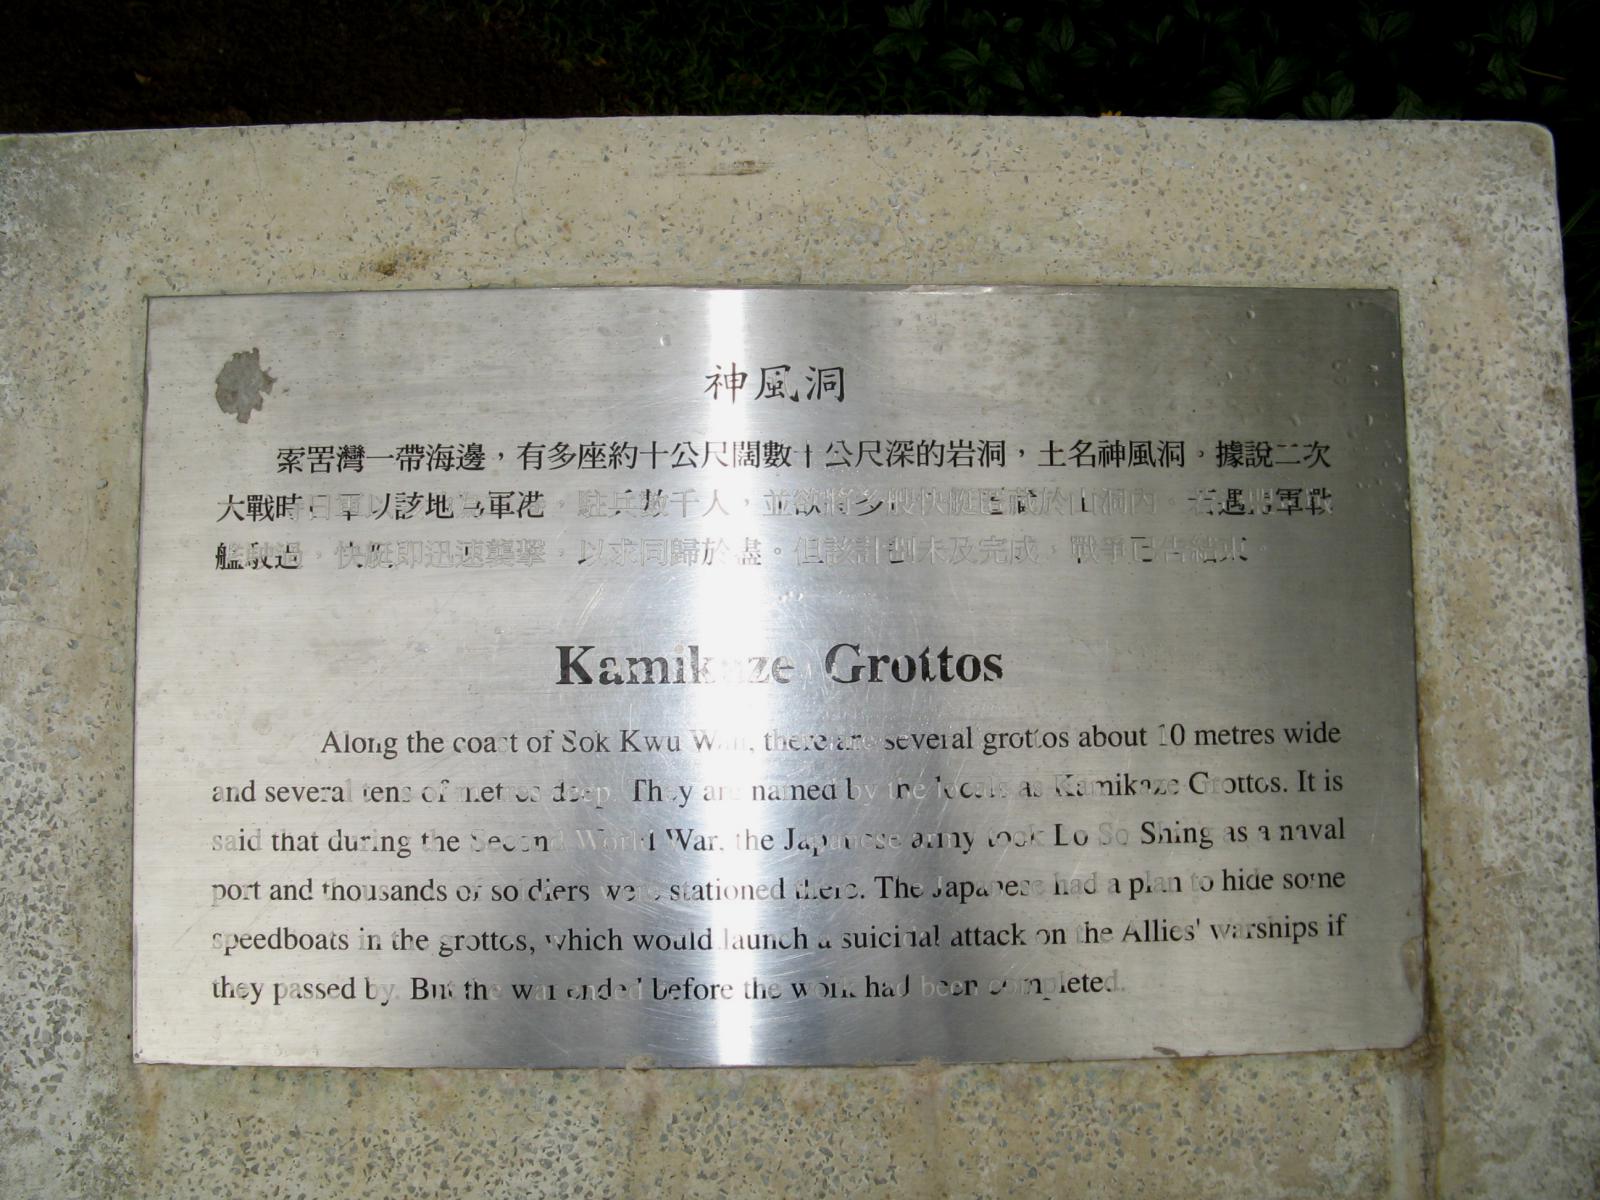 神風洞
索罟灣一帶海邊，有多座約十公尺闊數十公尺深的岩洞，土名神風洞。據說二次
大戰時日軍以該地為軍港，駐兵數千人，並欲將多艘快艇匿藏於山洞內。若遇盟軍戰
艦駛過，快艇即迅速襲擊，以求同歸於盡。但該計劃未及完成，戰爭已告結束。
Kamikaze Grottos
Along the coast of Sok Kwu Wan, there are several grottos about 10 metres wide
and several tens of metres deep. They are named by the locals as Kamikaze Grottos. It is
said that during the Second World War, the Japanese army took Lo So Shing as a naval
port and thousands of soldiers were stationed there. The Japanese had a plan to hide some
speedboats in the grottos, which would launch a suicidal attack on the Allies' warships if
they passed by. But the war ended before the work had been completed.